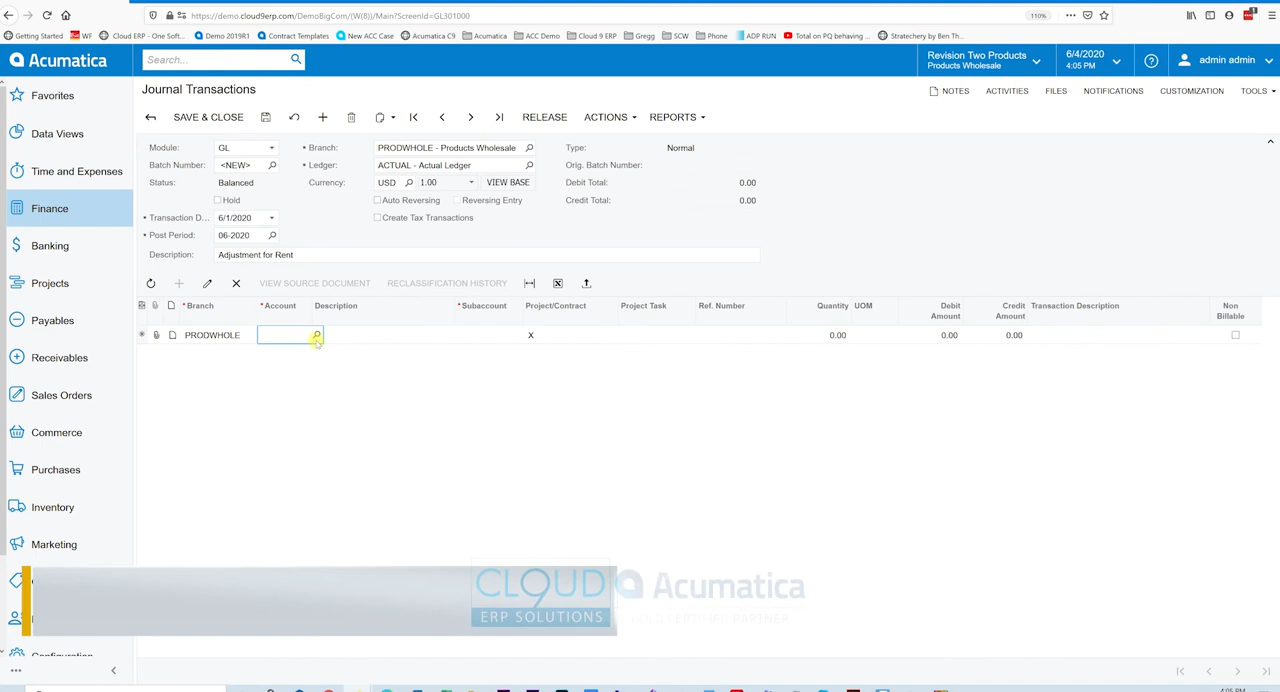 https://demo.cloud9erp.com/DemoBigCom/(W(8))/Main?ScreenId=GL301000
110%
Getting Started
WF
Cloud ERP - One Soft...
Demo 2019R1
Contract Templates
New ACC Case
Acumatica C9
Acumatica
ACC Demo
Cloud 9 ERP
Gregg
SCW
Phone
ADP RUN
Total on PQ behaving ...
Stratechery by Ben Th...
Acumatica
Search...
Revision Two Products
Products Wholesale
6/4/2020
4:05 PM
admin admin
Journal Transactions
NOTES
ACTIVITIES
FILES
NOTIFICATIONS
CUSTOMIZATION
TOOLS
SAVE & CLOSE
RELEASE
ACTIONS
REPORTS
Module: GL
* Branch: PRODWHOLE - Products Wholesale
Type: Normal
Batch Number: <NEW>
* Ledger: ACTUAL - Actual Ledger
Orig. Batch Number:
Status: Balanced
Currency: USD 1.00 VIEW BASE
Debit Total: 0.00
Hold
Auto Reversing
Reversing Entry
Credit Total: 0.00
* Transaction D... 6/1/2020
Create Tax Transactions
* Post Period: 06-2020
Description: Adjustment for Rent
VIEW SOURCE DOCUMENT
RECLASSIFICATION HISTORY
*Branch
*Account
Description
*Subaccount
Project/Contract
Project Task
Ref. Number
Quantity
UOM
Debit Amount
Credit Amount
Transaction Description
Non Billable
PRODWHOLE
X
0.00
0.00
0.00
Favorites
Data Views
Time and Expenses
Finance
Banking
Projects
Payables
Receivables
Sales Orders
Commerce
Purchases
Inventory
Marketing
Configuration
CLOUD 9
ERP SOLUTIONS
Acumatica
GOLD CERTIFIED PARTNER
4:05 PM